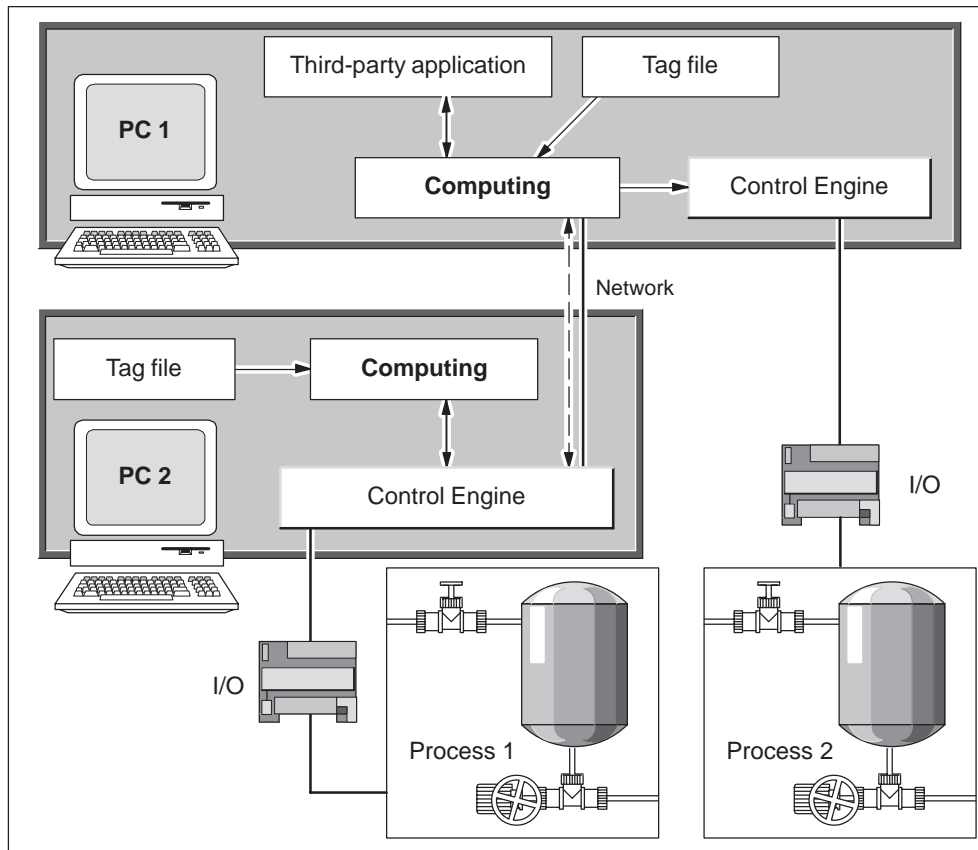 Third-party application
Tag file
PC 1
Computing
Control Engine
Network
Tag file
Computing
PC 2
Control Engine
I/O
I/O
Process 1
Process 2